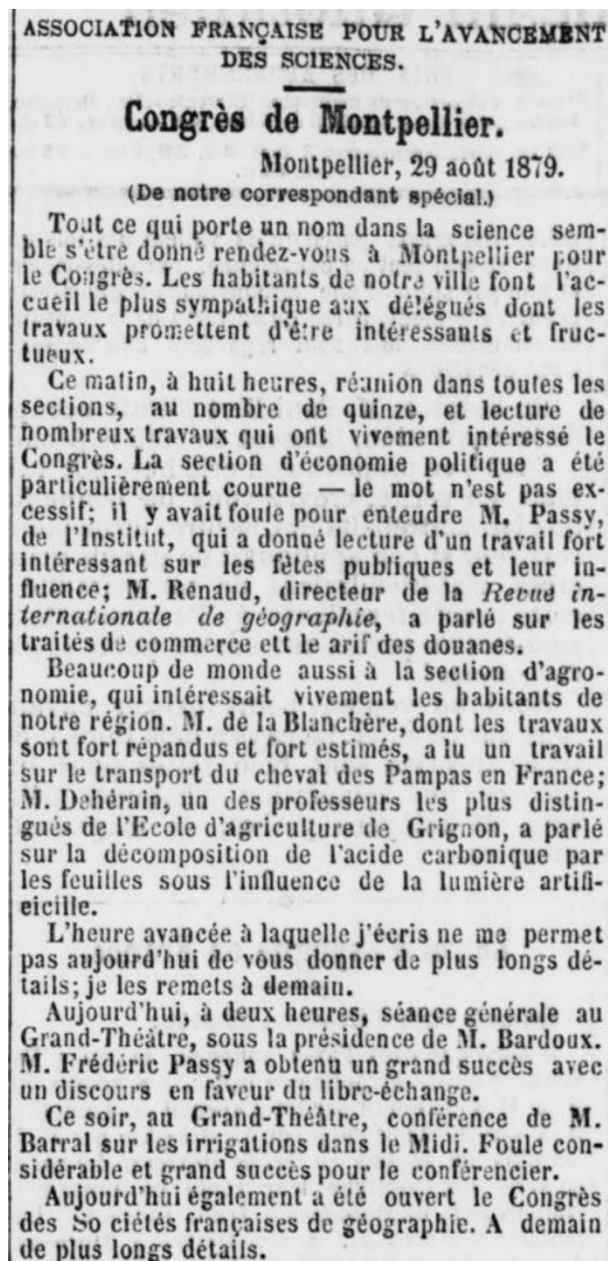 ASSOCIATION FRANÇAISE POUR L'AVANCEMENT
DES SCIENCES.
Congrès de Montpellier.
Montpellier, 29 août 1879.
(De notre correspondant spécial.)
Tout ce qui porte un nom dans la science sem-
ble s'être donné rendez-vous à Montpellier pour
le Congrès. Les habitants de notre ville font l'ac-
cueil le plus sympathique aux délégués dont les
travaux promettent d'être intéressants et fruc-
tueux.
Ce matin, à huit heures, réunion dans toutes les
sections, au nombre de quinze, et lecture de
nombreux travaux qui ont vivement intéressé le
Congrès. La section d'économie politique a été
particulièrement courue — le mot n'est pas ex-
cessif; il y avait foule pour entendre M. Passy,
de l'Institut, qui a donné lecture d'un travail fort
intéressant sur les fêtes publiques et leur in-
fluence; M. Renaud, directeur de la Revue in-
ternationale de géographie, a parlé sur les
traités de commerce ett le arif des douanes.
Beaucoup de monde aussi à la section d'agro-
nomie, qui intéressait vivement les habitants de
notre région. M. de la Blanchère, dont les travaux
sont fort répandus et fort estimés, a lu un travail
sur le transport du cheval des Pampas en France;
M. Dehérain, un des professeurs les plus distin-
gués de l'Ecole d'agriculture de Grignon, a parlé
sur la décomposition de l'acide carbonique par
les feuilles sous l'influence de la lumière artifi-
eicille.
L'heure avancée à laquelle j'écris ne me permet
pas aujourd'hui de vous donner de plus longs dé-
tails; je les remets à demain.
Aujourd'hui, à deux heures, séance générale au
Grand-Théâtre, sous la présidence de M. Bardoux.
M. Frédéric Passy a obtenu un grand succès avec
un discours en faveur du libre-échange.
Ce soir, au Grand-Théâtre, conférence de M.
Barral sur les irrigations dans le Midi. Foule con-
sidérable et grand succès pour le conférencier.
Aujourd'hui également a été ouvert le Congrès
des So ciétés françaises de géographie. A demain
de plus longs détails.